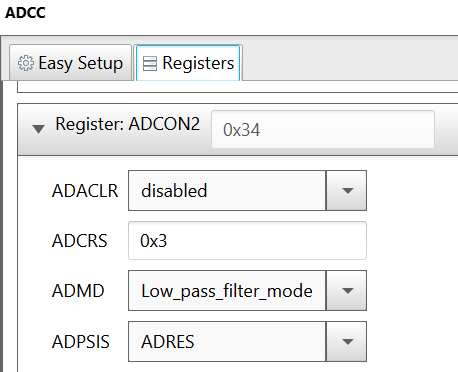 ADCC
Easy Setup Registers
Register: ADCON2 0x34
ADACLR disabled
ADCRS 0x3
ADMD Low_pass_filter_mode
ADPSIS ADRES